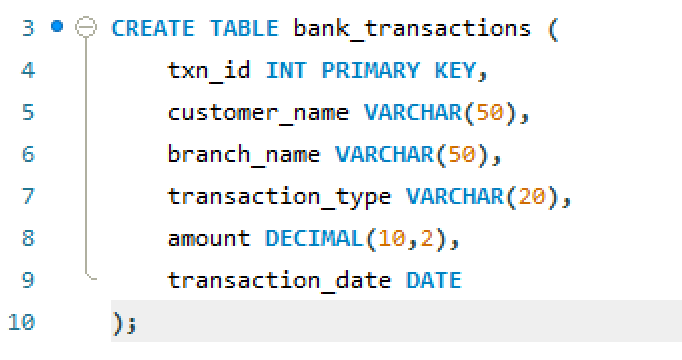 3 CREATE TABLE bank_transactions (
4 txn_id INT PRIMARY KEY,
5 customer_name VARCHAR(50),
6 branch_name VARCHAR(50),
7 transaction_type VARCHAR(20),
8 amount DECIMAL(10,2),
9 transaction_date DATE
10 );